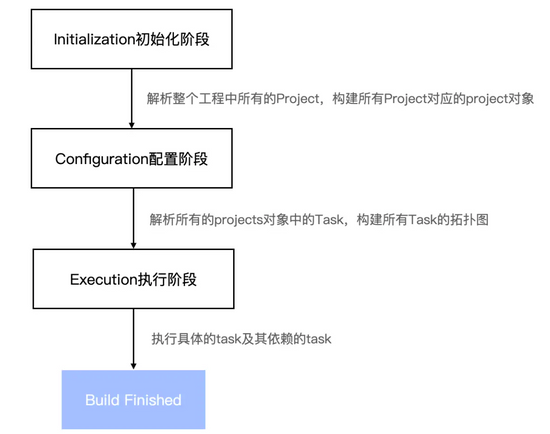 Initialization初始化阶段
解析整个工程中所有的Project，构建所有Project对应的project对象
Configuration配置阶段
解析所有的projects对象中的Task，构建所有Task的拓扑图
Execution执行阶段
执行具体的task及其依赖的task
Build Finished